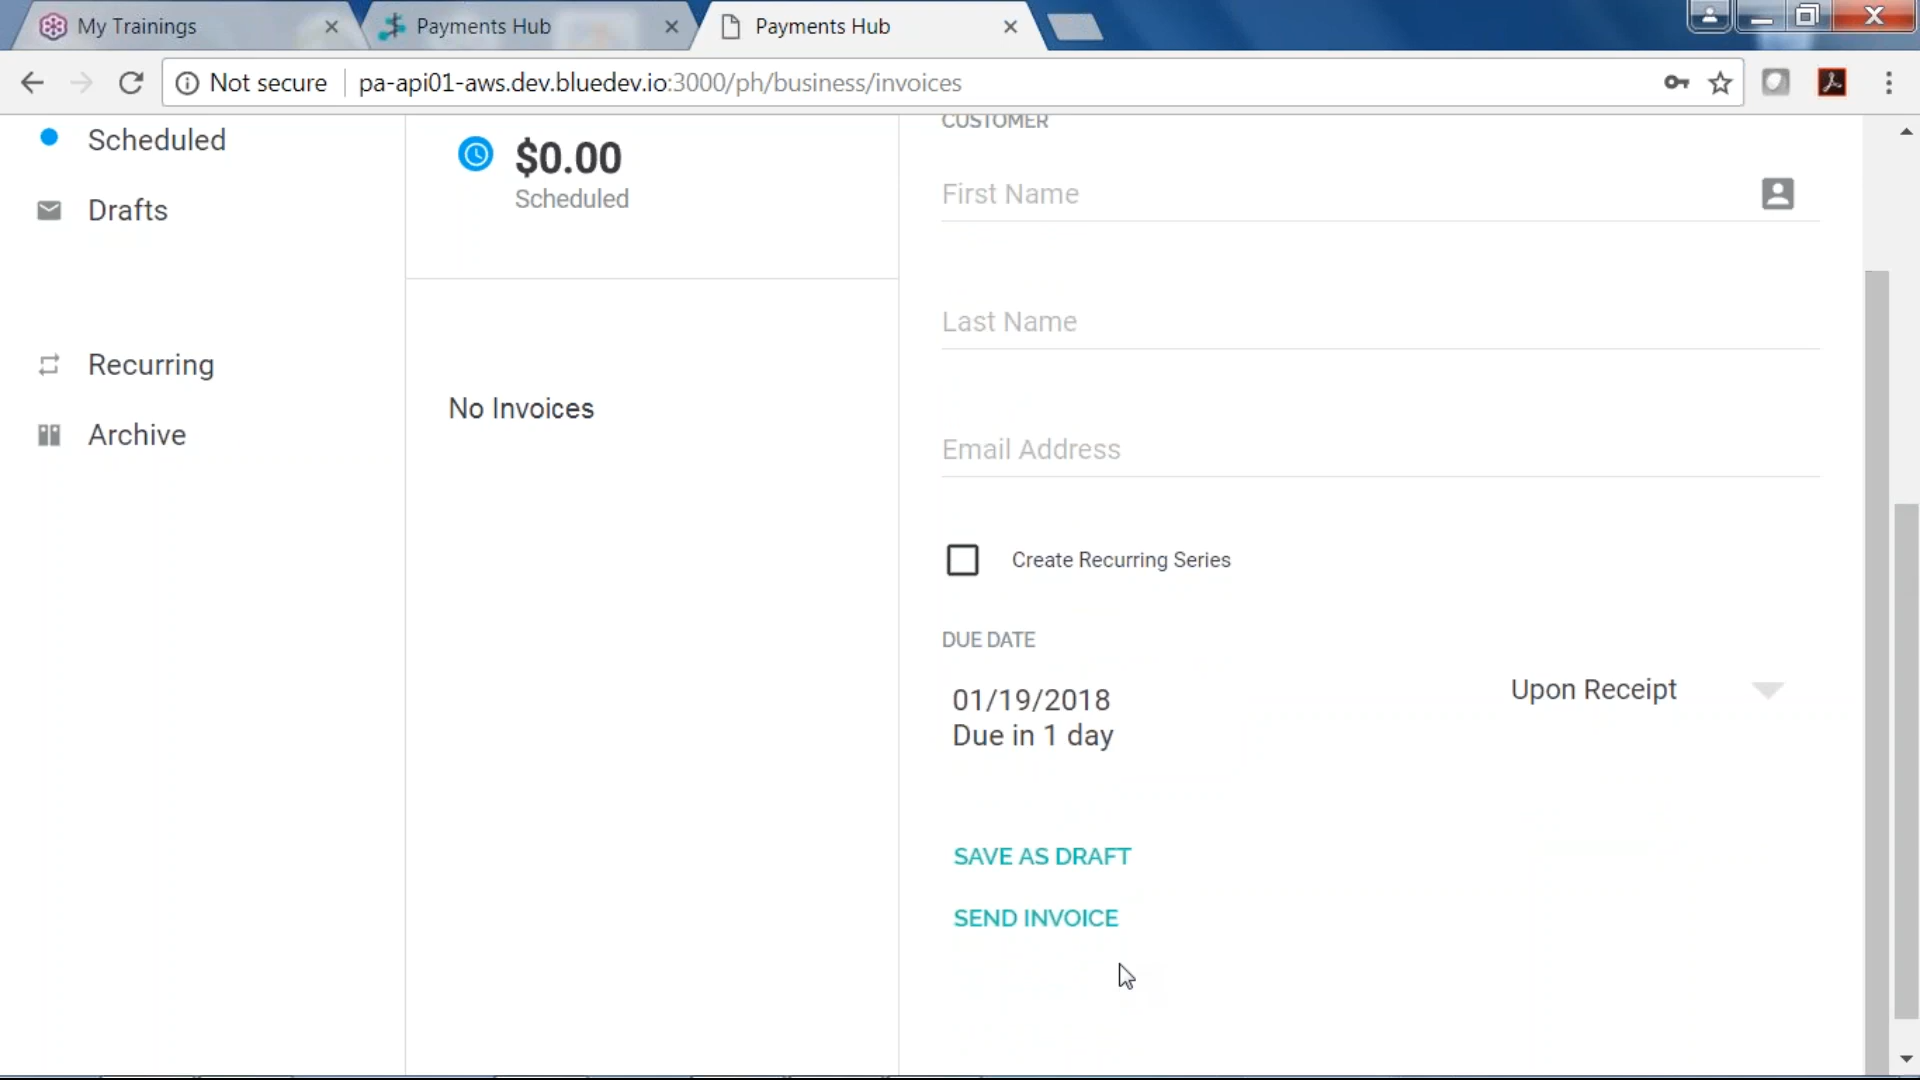 My Trainings
Payments Hub
Payments Hub
Not secure
pa-api01-aws.dev.bluedev.io:3000/ph/business/invoices
Scheduled
Drafts
Recurring
Archive
$0.00
Scheduled
No Invoices
CUSTOMER
First Name
Last Name
Email Address
Create Recurring Series
DUE DATE
01/19/2018
Due in 1 day
Upon Receipt
SAVE AS DRAFT
SEND INVOICE